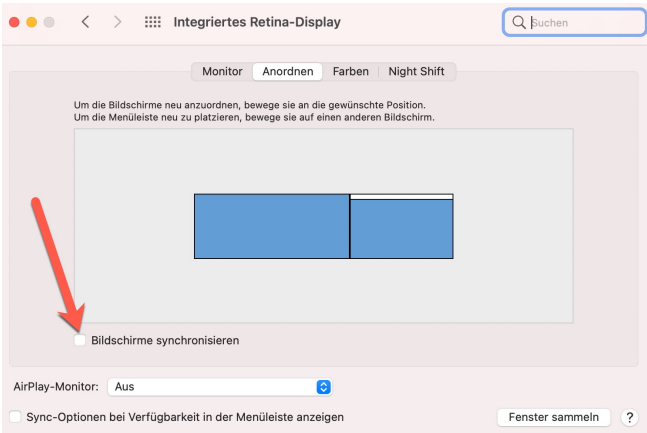 Integriertes Retina-Display
Suchen
Monitor Anordnen Farben Night Shift
Um die Bildschirme neu anzuordnen, bewege sie an die gewünschte Position.
Um die Menüleiste neu zu platzieren, bewege sie auf einen anderen Bildschirm.
Bildschirme synchronisieren
AirPlay-Monitor: Aus
Sync-Optionen bei Verfügbarkeit in der Menüleiste anzeigen
Fenster sammeln ?